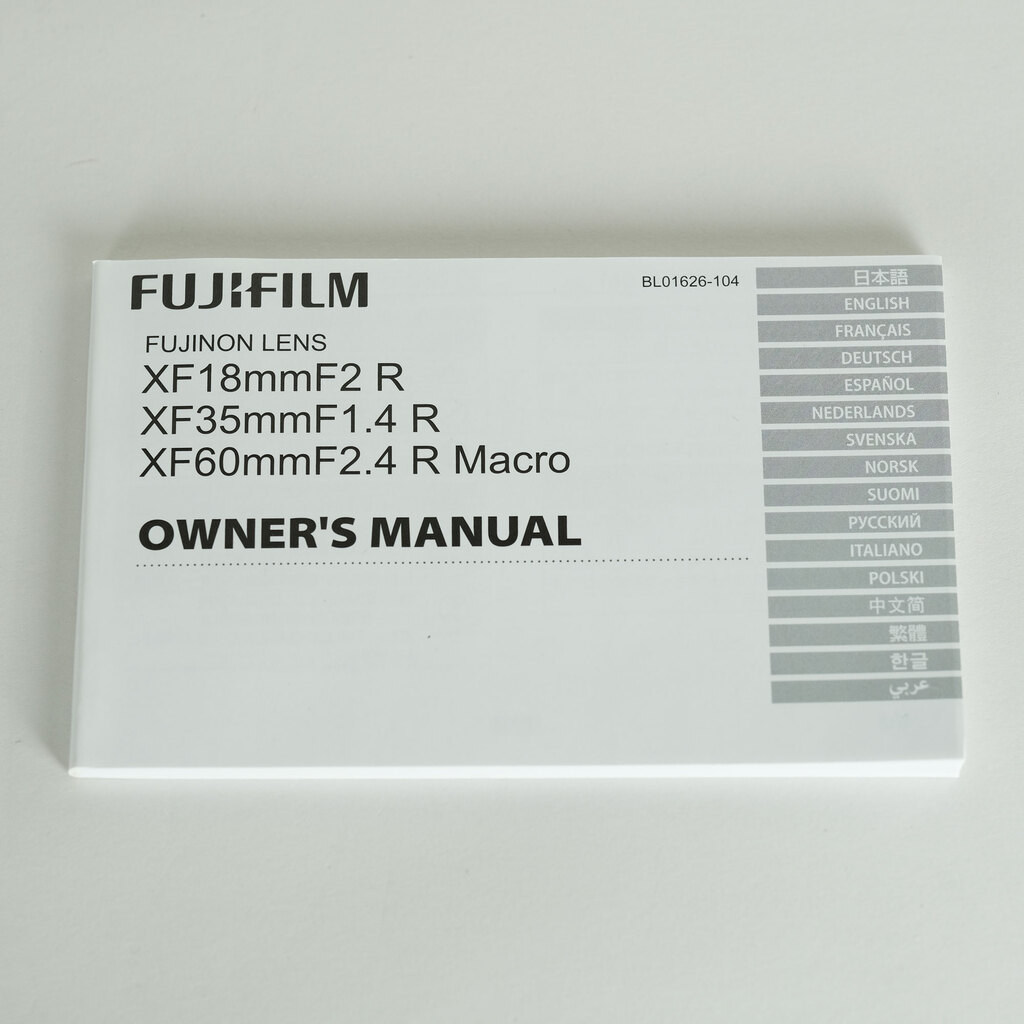 FUJIFILM
BL01626-104
FUJINON LENS
XF18mmF2 R
XF35mmF1.4 R
XF60mmF2.4 R Macro
OWNER'S MANUAL
日本語
ENGLISH
FRANÇAIS
DEUTSCH
ESPAÑOL
NEDERLANDS
SVENSKA
NORSK
SUOMI
РУССКИЙ
ITALIANO
POLSKI
中文简
繁體
한글
عربي